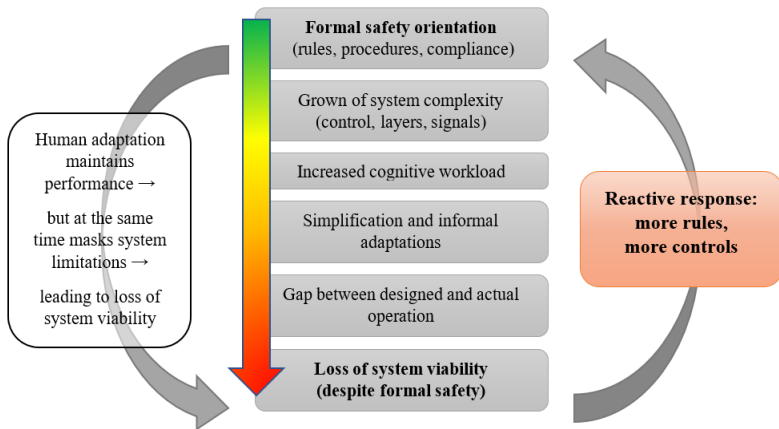 Formal safety orientation
(rules, procedures, compliance)
Grown of system complexity
(control, layers, signals)
Increased cognitive workload
Simplification and informal
adaptations
Gap between designed and actual
operation
Loss of system viability
(despite formal safety)
Human adaptation
maintains
performance →
but at the same
time masks system
limitations →
leading to loss of
system viability
Reactive response:
more rules,
more controls